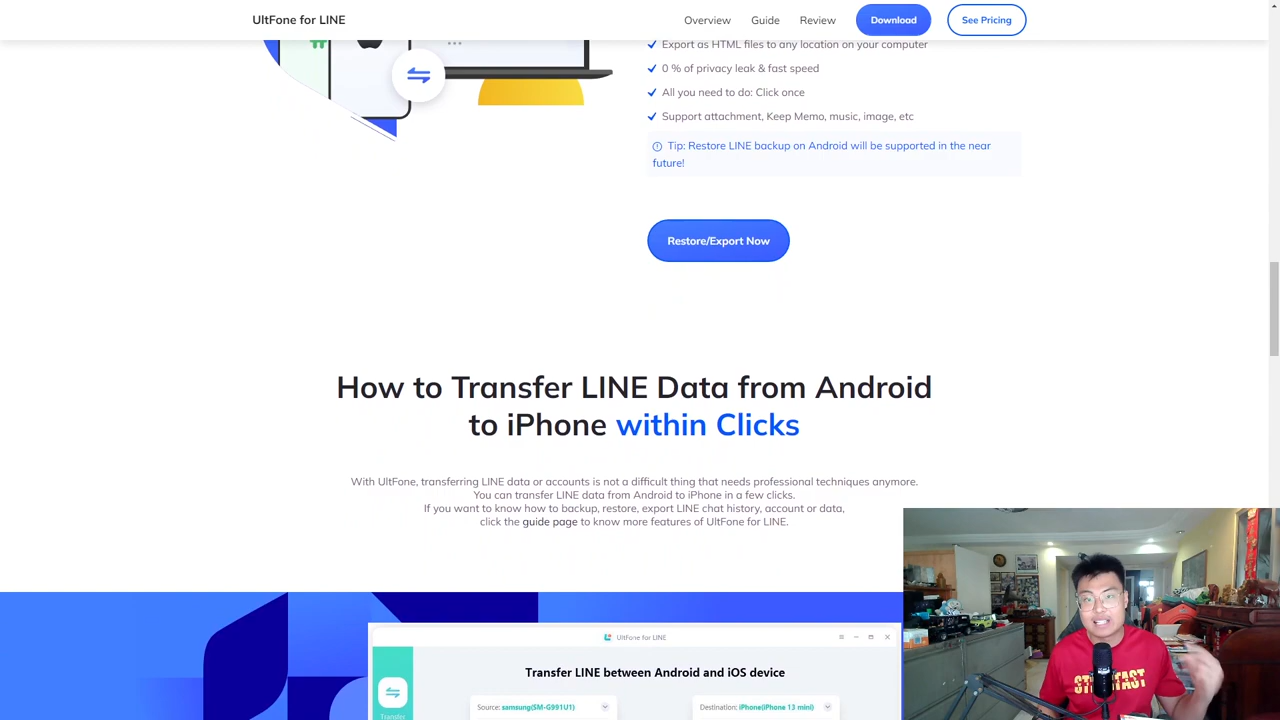 UltFone for LINE
Overview
Guide
Review
Download
See Pricing
Export as HTML files to any location on your computer
0 % of privacy leak & fast speed
All you need to do: Click once
Support attachment, Keep Memo, music, image, etc
Tip: Restore LINE backup on Android will be supported in the near
future!
Restore/Export Now
How to Transfer LINE Data from Android
to iPhone within Clicks
With UltFone, transferring LINE data or accounts is not a difficult thing that needs professional techniques anymore.
You can transfer LINE data from Android to iPhone in a few clicks.
If you want to know how to backup, restore, export LINE chat history, account or data,
click the guide page to know more features of UltFone for LINE.
UltFone for LINE
Transfer LINE between Android and iOS device
Transfer
Source: samsung(SM-G991U1)
Destination: iPhone(iPhone 13 mini)